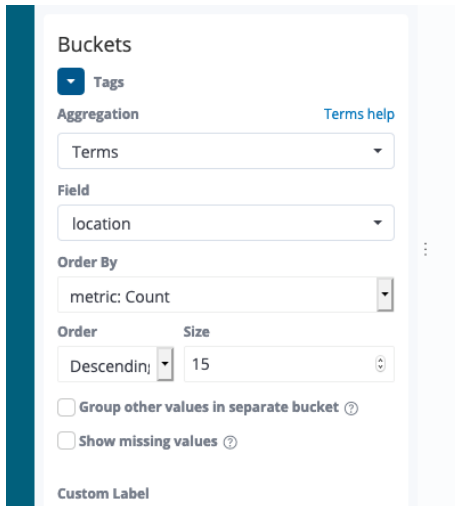 Buckets
Tags
Aggregation Terms help
Terms
Field
location
Order By
metric: Count
Order Size
Descending 15
Group other values in separate bucket
Show missing values
Custom Label